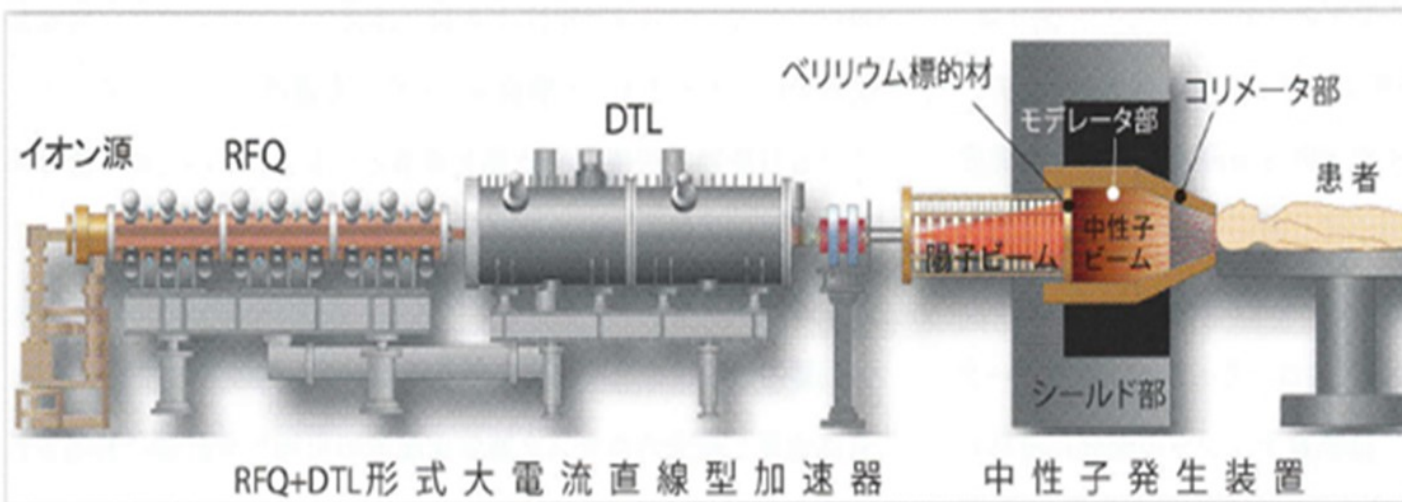 イオン源
RFQ
DTL
ベリリウム標的材
モデレータ部
コリメータ部
患者
陽子ビーム
中性子
ビーム
シールド部
RFQ+DTL形式大電流直線型加速器
中性子発生装置